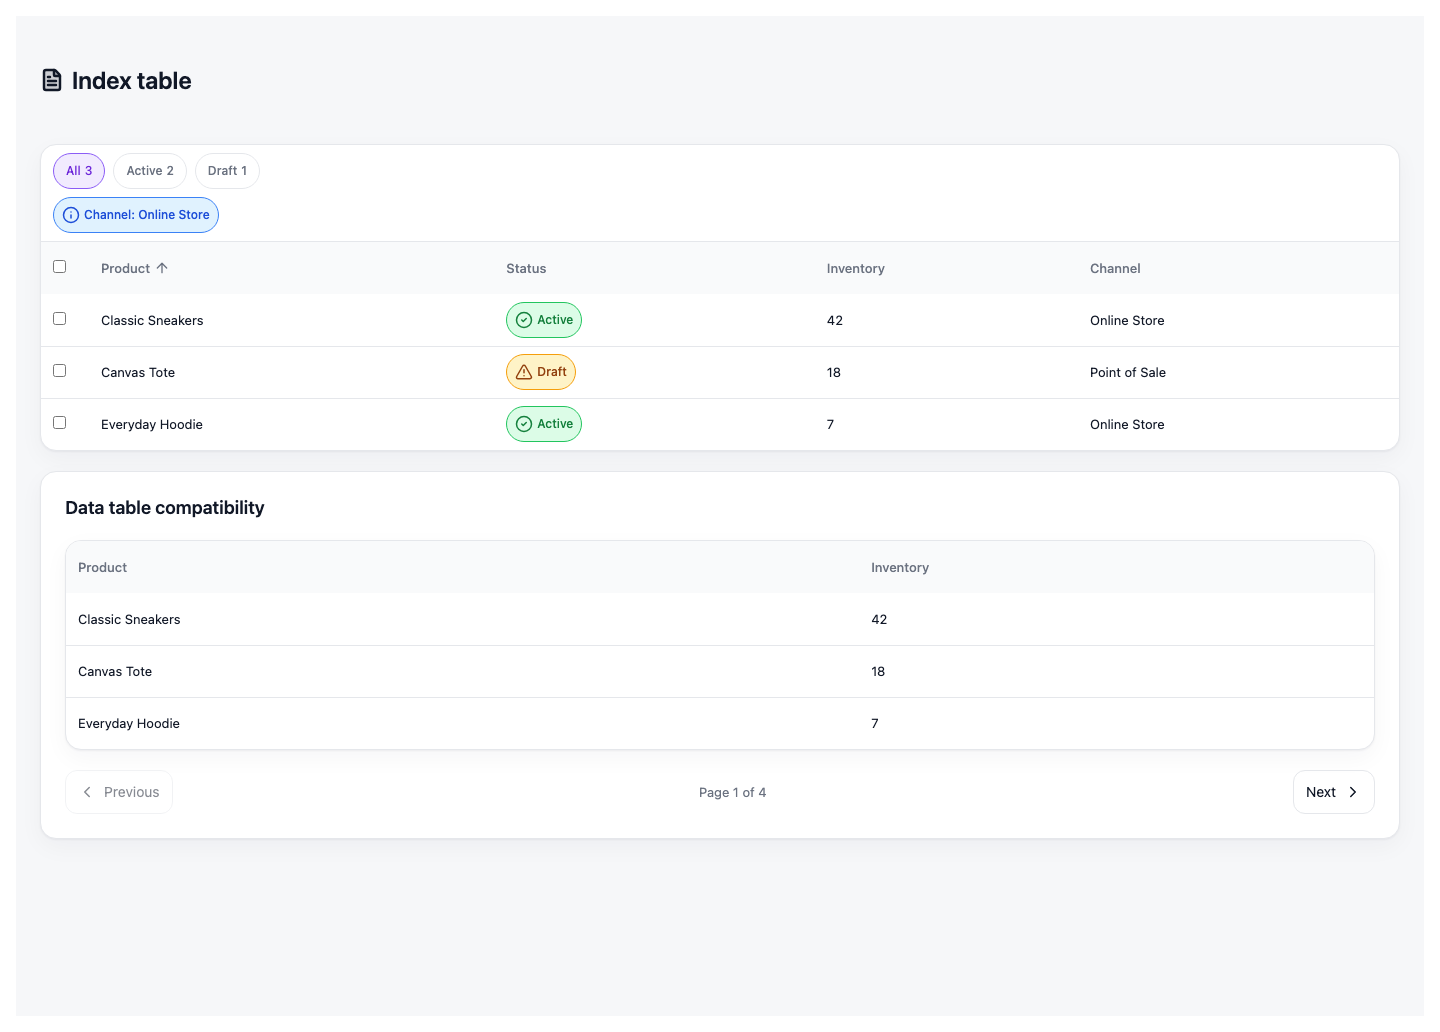 Index table
All 3 Active 2 Draft 1
Channel: Online Store
Product Status Inventory Channel
Classic Sneakers Active 42 Online Store
Canvas Tote Draft 18 Point of Sale
Everyday Hoodie Active 7 Online Store
Data table compatibility
Product Inventory
Classic Sneakers 42
Canvas Tote 18
Everyday Hoodie 7
Previous Page 1 of 4 Next